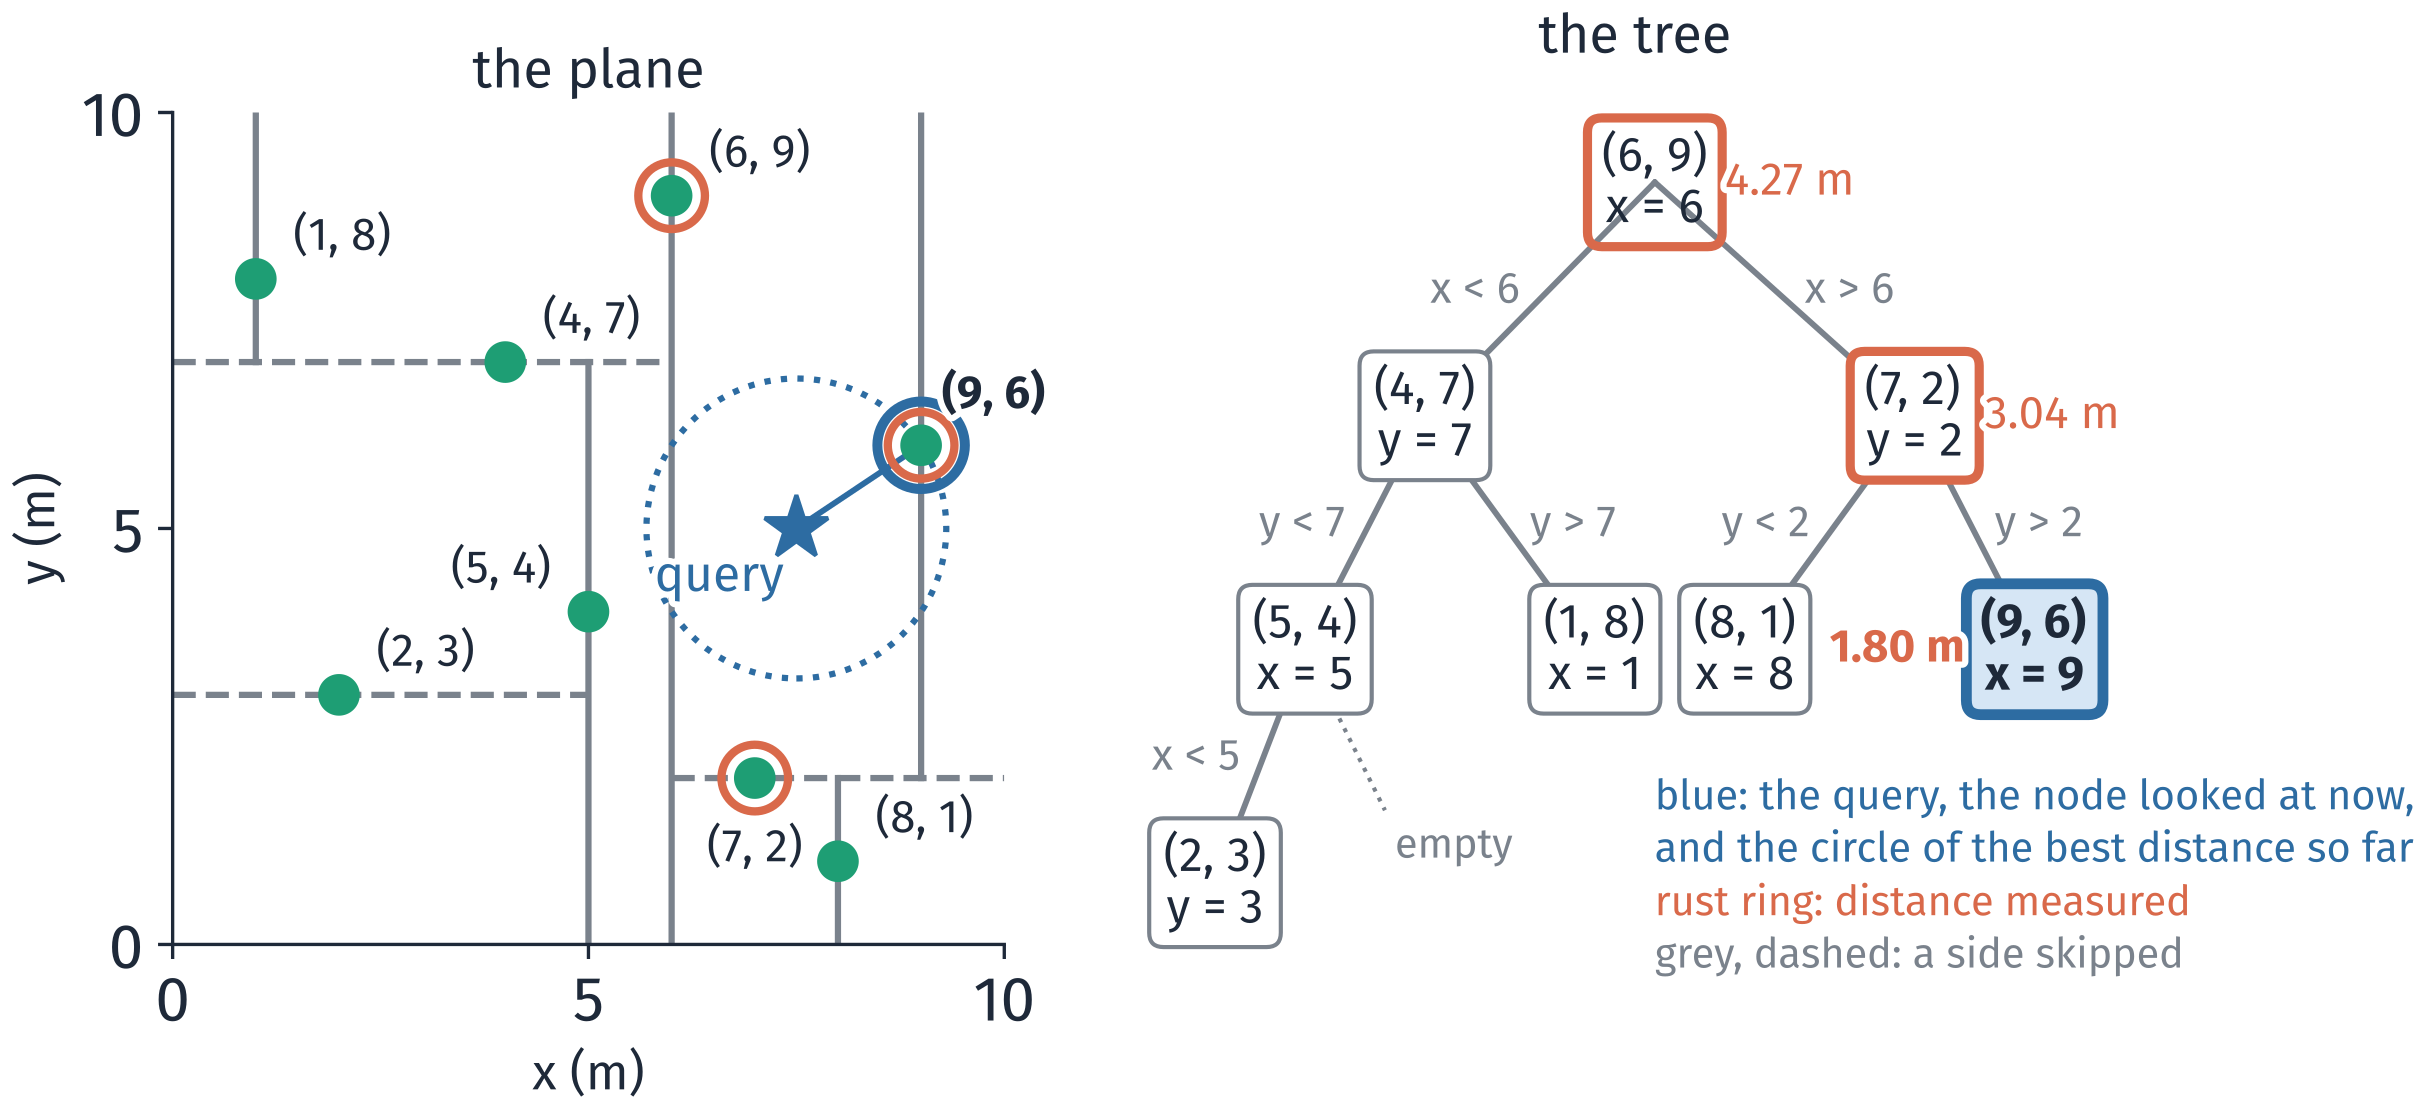 the plane
10
5
0
0
5
10
y (m)
x (m)
(6, 9)
(1, 8)
(4, 7)
(9, 6)
(5, 4)
query
(2, 3)
(7, 2)
(8, 1)
the tree
(6, 9)
x = 6
4.27 m
x < 6
x > 6
(4, 7)
y = 7
(7, 2)
y = 2
3.04 m
y < 7
y > 7
y < 2
y > 2
(5, 4)
x = 5
(1, 8)
x = 1
(8, 1)
x = 8
1.80 m
(9, 6)
x = 9
x < 5
empty
(2, 3)
y = 3
blue: the query, the node looked at now,
and the circle of the best distance so far
rust ring: distance measured
grey, dashed: a side skipped